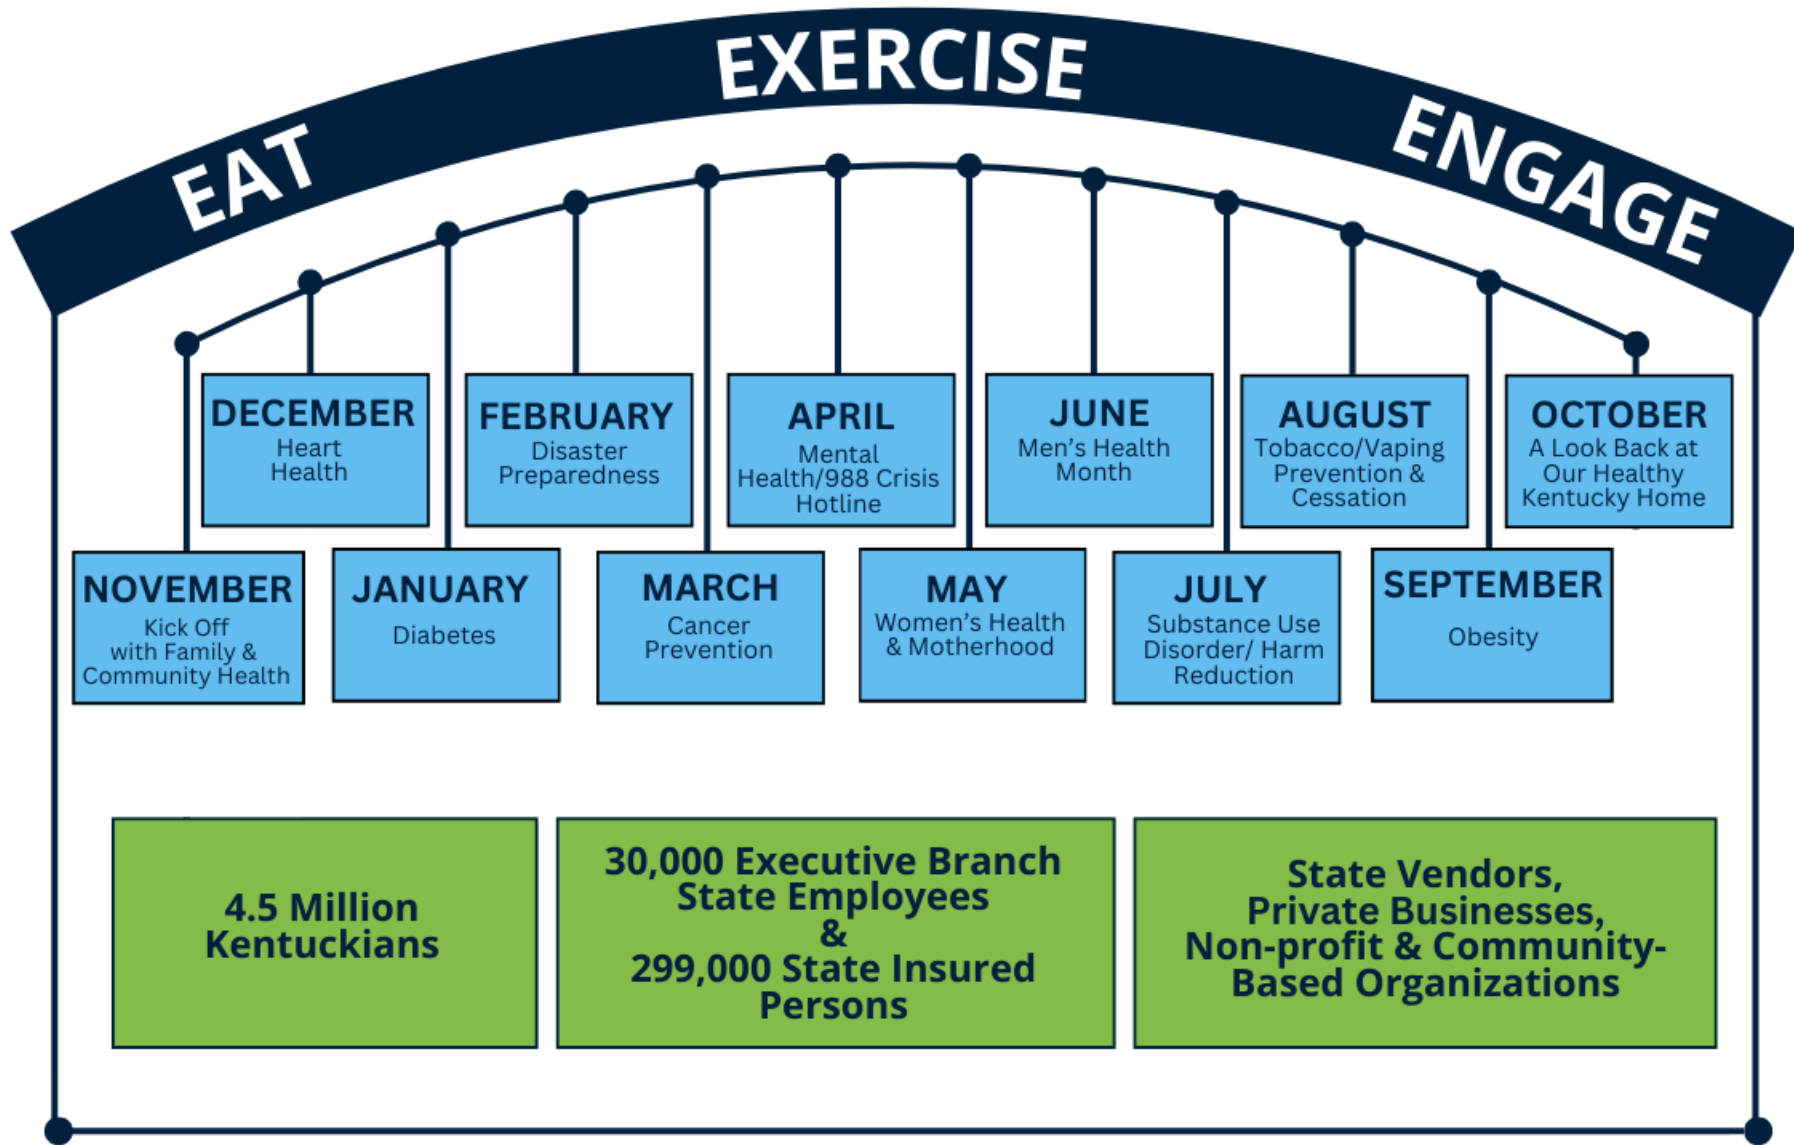 EAT
EXERCISE
ENGAGE
NOVEMBER
Kick Off
with Family &
Community Health
DECEMBER
Heart
Health
JANUARY
Diabetes
FEBRUARY
Disaster
Preparedness
MARCH
Cancer
Prevention
APRIL
Mental
Health/988 Crisis
Hotline
MAY
Women’s Health
& Motherhood
JUNE
Men’s Health
Month
JULY
Substance Use
Disorder/ Harm
Reduction
AUGUST
Tobacco/Vaping
Prevention &
Cessation
SEPTEMBER
Obesity
OCTOBER
A Look Back at
Our Healthy
Kentucky Home
4.5 Million
Kentuckians
30,000 Executive Branch
State Employees
&
299,000 State Insured
Persons
State Vendors,
Private Businesses,
Non-profit & Community-
Based Organizations